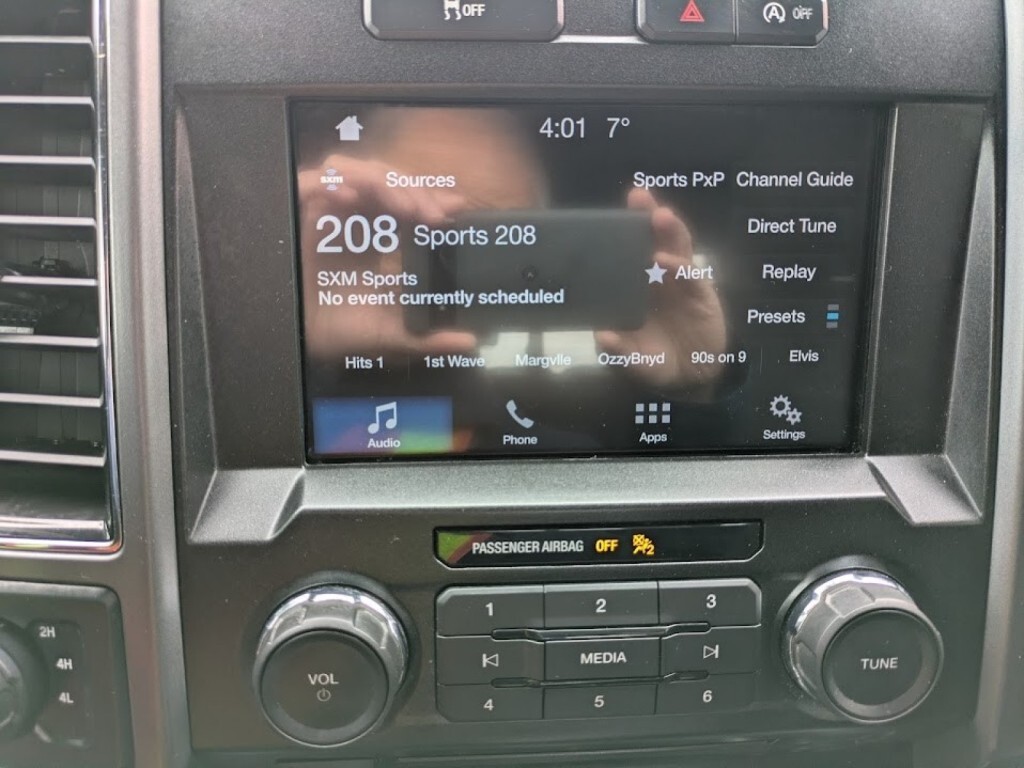 OFF
A OFF
4:01 7°
sxm Sources Sports PxP Channel Guide
208 Sports 208 Direct Tune
SXM Sports Alert Replay
No event currently scheduled
Presets
Hits 1 1st Wave Margvlle OzzyBnyd 90s on 9 Elvis
Audio Phone Apps Settings
PASSENGER AIRBAG OFF 2
1 2 3
MEDIA
4 5 6
VOL
TUNE
2H
4H
4L